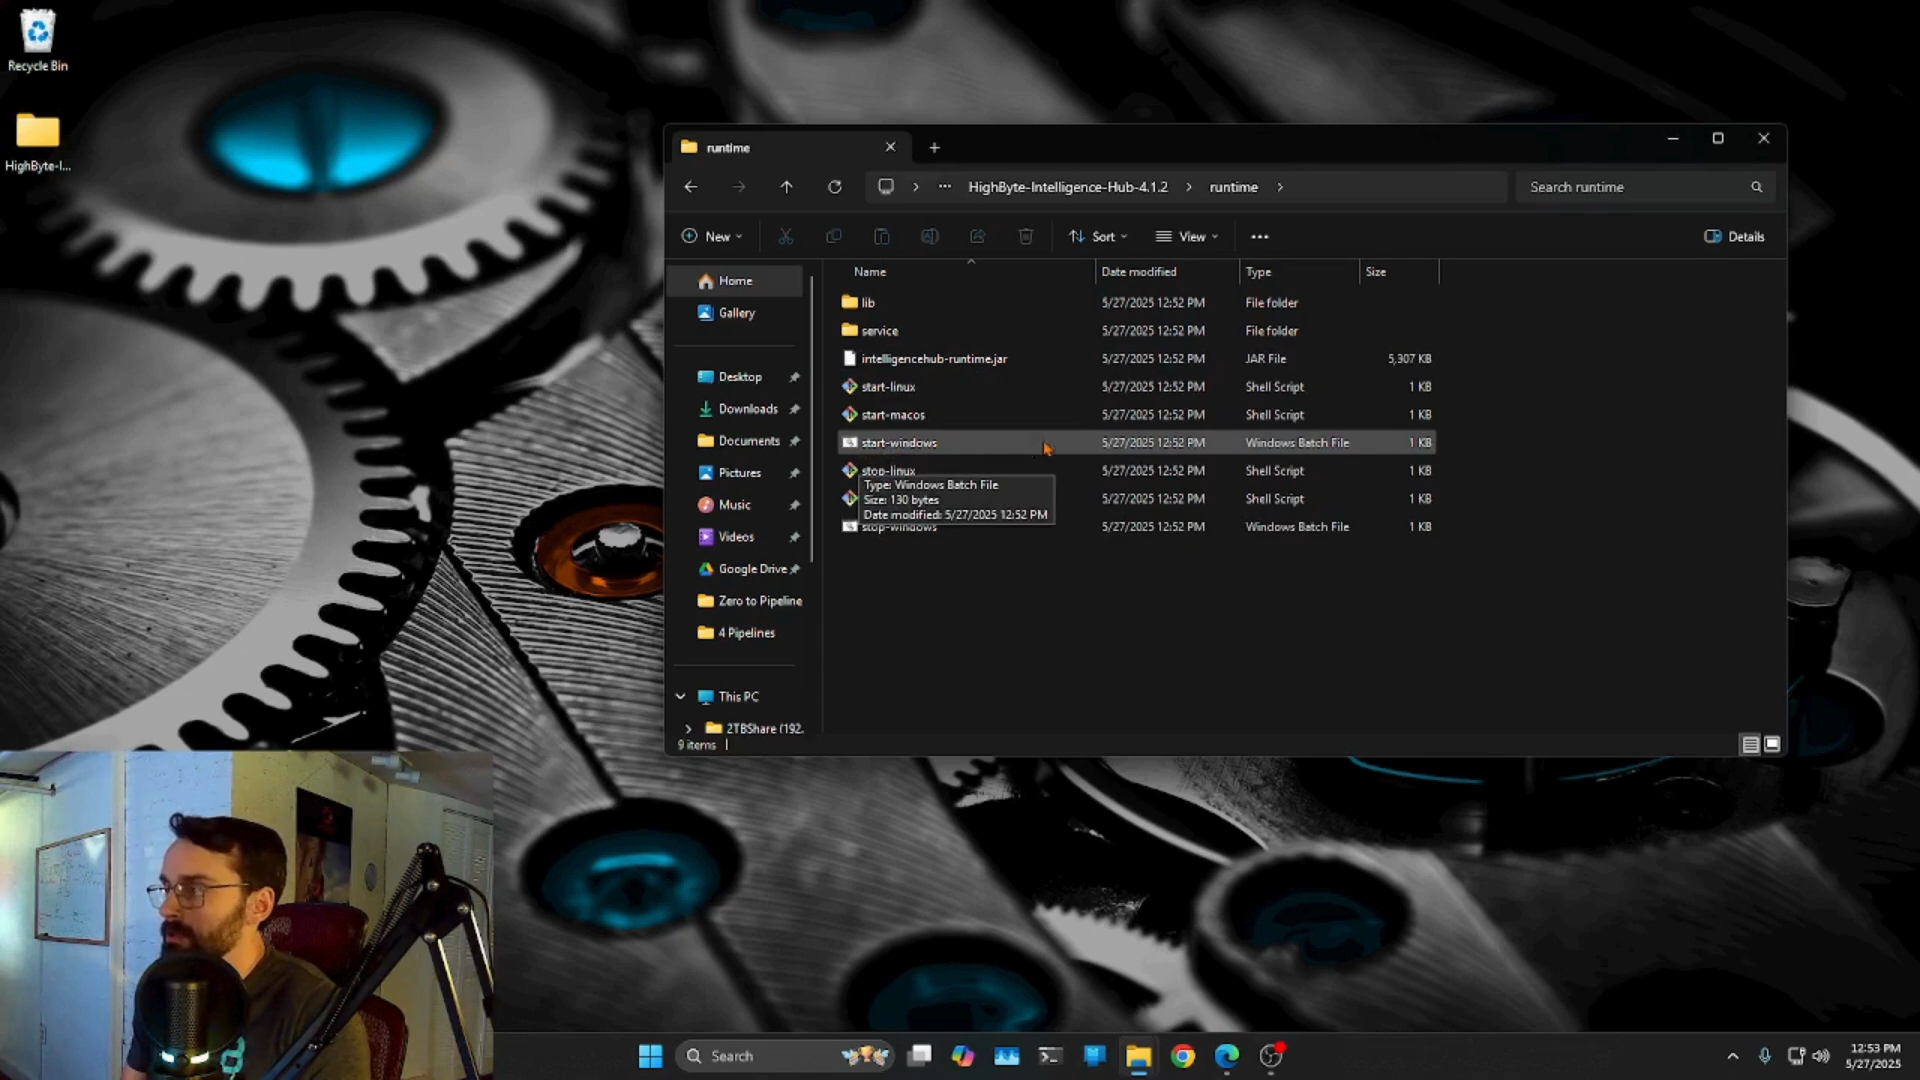 Recycle Bin
HighByte-I...
runtime
HighByte-Intelligence-Hub-4.1.2
runtime
Search runtime
New
Sort
View
Details
Name
Date modified
Type
Size
Home
Gallery
Desktop
Downloads
Documents
Pictures
Music
Videos
Google Drive
Zero to Pipeline
4 Pipelines
This PC
2TBShare (192.
lib 5/27/2025 12:52 PM File folder
service 5/27/2025 12:52 PM File folder
intelligencehub-runtime.jar 5/27/2025 12:52 PM JAR File 5,307 KB
start-linux 5/27/2025 12:52 PM Shell Script 1 KB
start-macos 5/27/2025 12:52 PM Shell Script 1 KB
start-windows 5/27/2025 12:52 PM Windows Batch File 1 KB
stop-linux 5/27/2025 12:52 PM Shell Script 1 KB
5/27/2025 12:52 PM Shell Script 1 KB
stop-windows 5/27/2025 12:52 PM Windows Batch File 1 KB
Type: Windows Batch File
Size: 130 bytes
Date modified: 5/27/2025 12:52 PM
9 items
Search
12:53 PM
5/27/2025